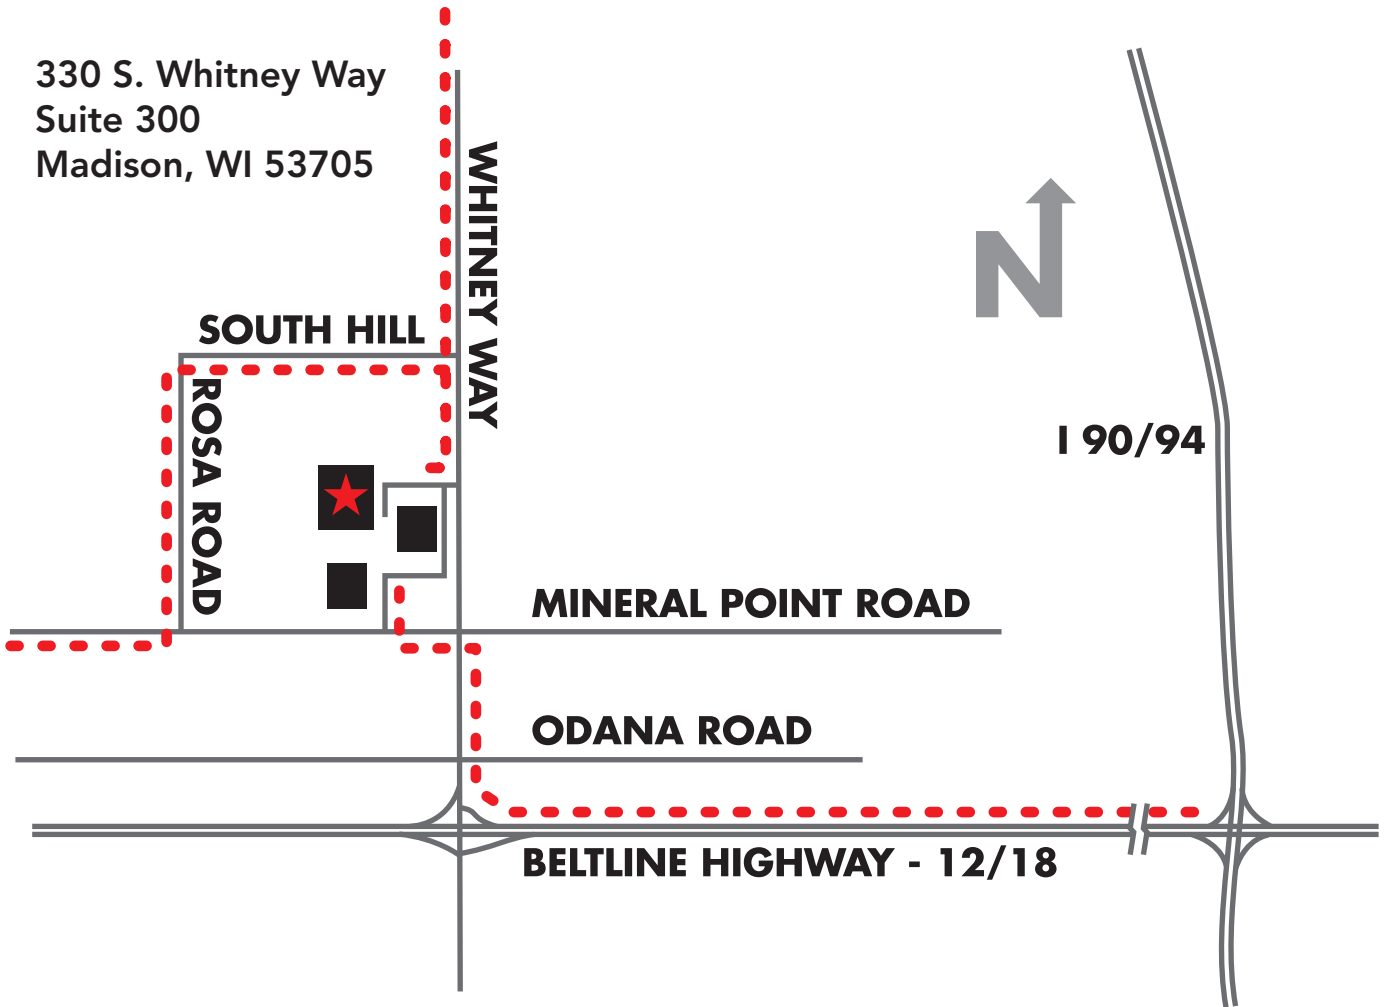 330 S. Whitney Way
Suite 300
Madison, WI 53705
WHITNEY WAY
N
SOUTH HILL
ROSA ROAD
I 90/94
MINERAL POINT ROAD
ODANA ROAD
BELTLINE HIGHWAY - 12/18